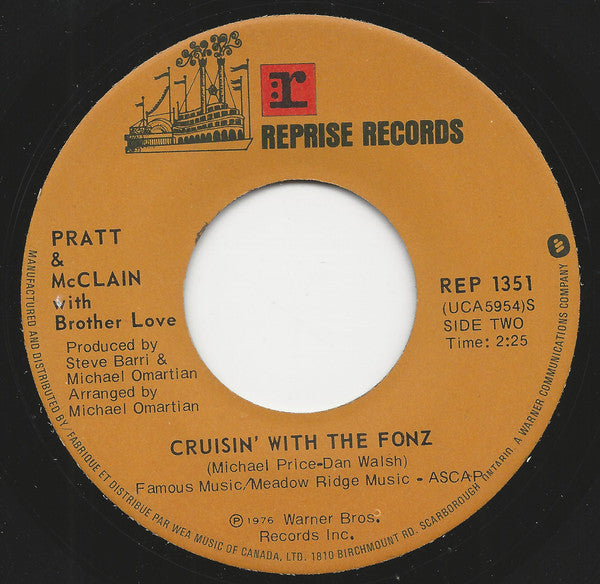 r
REPRISE RECORDS
PRATT
&
McCLAIN
with
Brother Love
Produced by
Steve Barri &
Michael Omartian
Arranged by
Michael Omartian
REP 1351
(UCA5954)S
SIDE TWO
Time: 2:25
CRUISIN' WITH THE FONZ
(Michael Price-Dan Walsh)
Famous Music/Meadow Ridge Music - ASCAP
℗ 1976 Warner Bros.
Records Inc.
MANUFACTURED AND DISTRIBUTED BY/FABRIQUE ET DISTRIBUE PAR WEA MUSIC OF CANADA, LTD. 1810 BIRCHMOUNT RD. SCARBOROUGH ONTARIO. A WARNER COMMUNICATIONS COMPANY